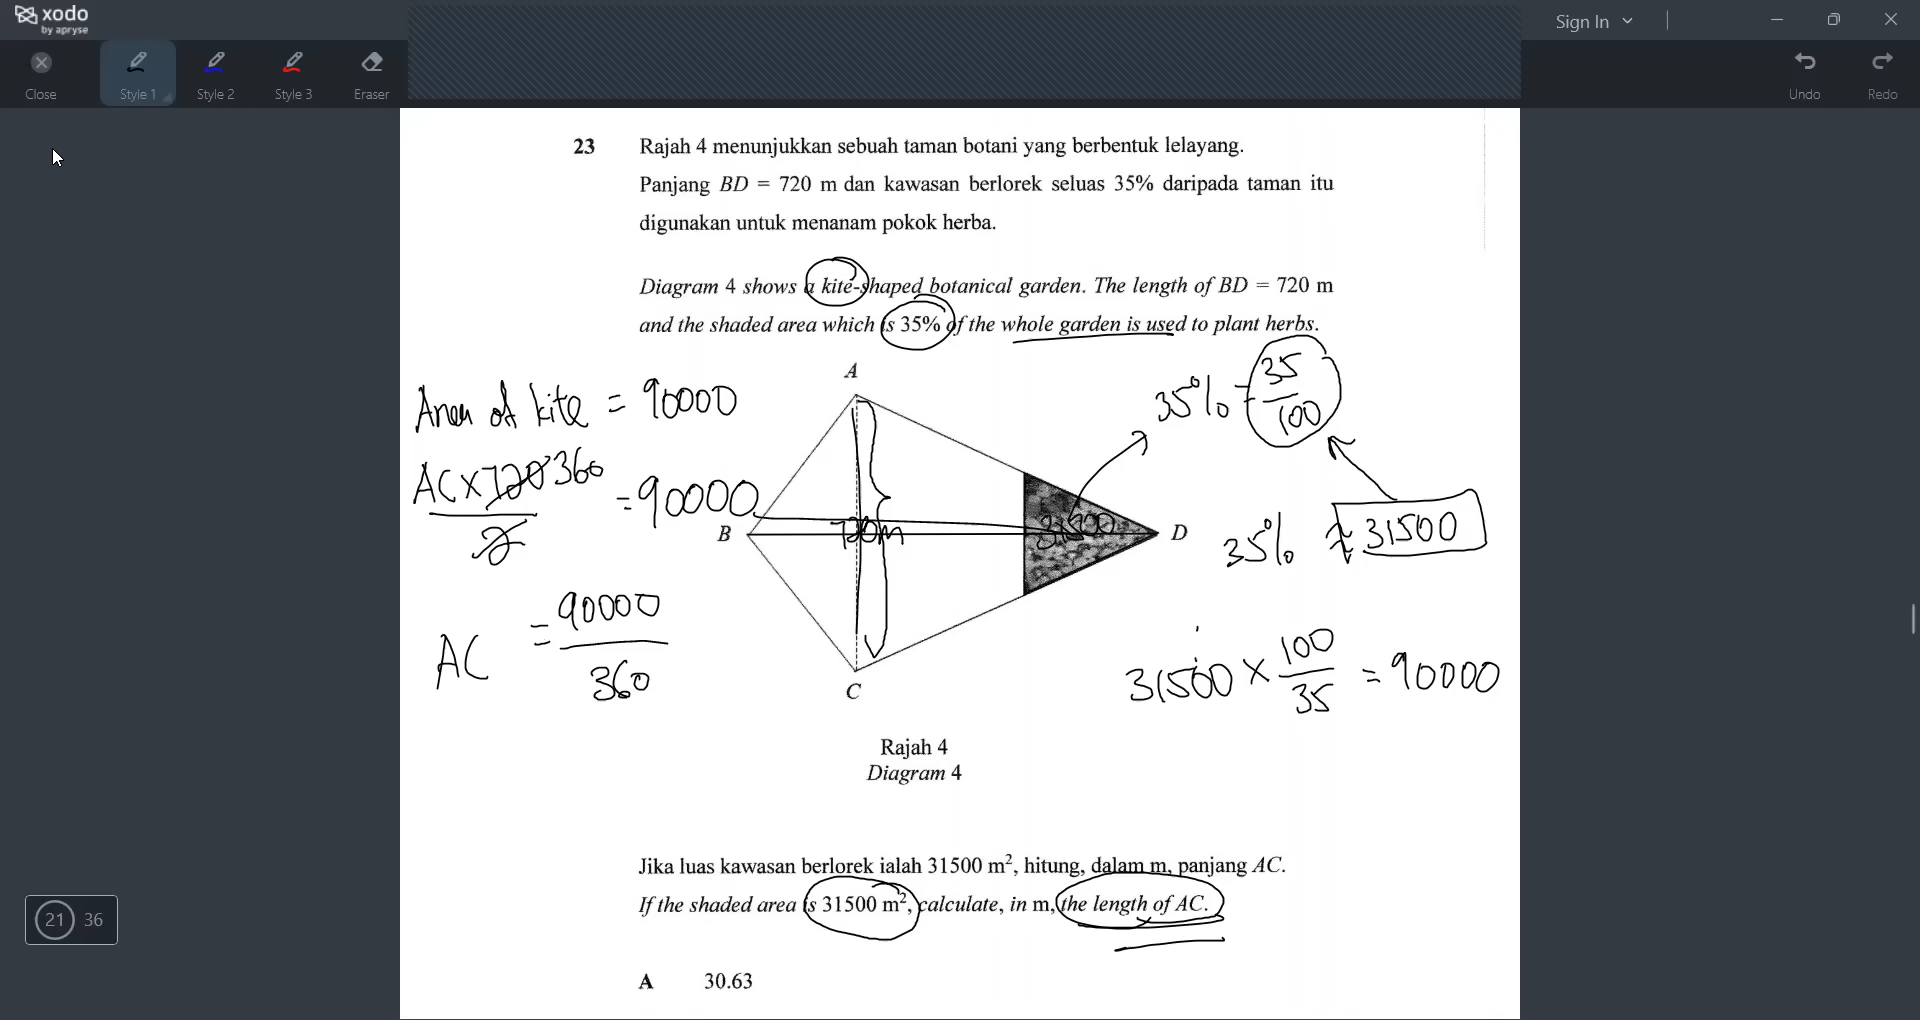 xodo
by apryse
Sign In
Close
Style 1
Style 2
Style 3
Eraser
Undo
Redo
23 Rajah 4 menunjukkan sebuah taman botani yang berbentuk lelayang.
Panjang BD = 720 m dan kawasan berlorek seluas 35% daripada taman itu
digunakan untuk menanam pokok herba.
Diagram 4 shows a kite-shaped botanical garden. The length of BD = 720 m
and the shaded area which is 35% of the whole garden is used to plant herbs.
A
Area of kite = 90000
35% = 35/100
AC x 720 360 / 2 = 90000
B
720m
31500
D
35% 31500
AC = 90000 / 360
31500 x 100/35 = 90000
C
Rajah 4
Diagram 4
Jika luas kawasan berlorek ialah 31500 m², hitung, dalam m, panjang AC.
If the shaded area is 31500 m², calculate, in m, the length of AC.
21 36
A 30.63